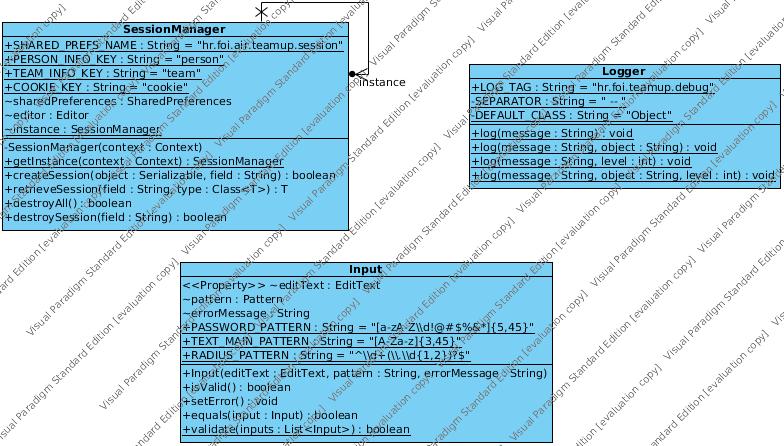 SessionManager
+SHARED_PREFS_NAME : String = "hr.foi.air.teamup.session"
+PERSON_INFO_KEY : String = "person"
+TEAM_INFO_KEY : String = "team"
+COOKIE_KEY : String = "cookie"
~sharedPreferences : SharedPreferences
~editor : Editor
-instance : SessionManager
-SessionManager(context : Context)
+getInstance(context : Context) : SessionManager
+createSession(object : Serializable, field : String) : boolean
+retrieveSession(field : String, type : Class<T>) : T
+destroyAll() : boolean
+destroySession(field : String) : boolean
-instance
Logger
+LOG_TAG : String = "hr.foi.teamup.debug"
-SEPARATOR : String = " -- "
-DEFAULT_CLASS : String = "Object"
+log(message : String) : void
+log(message : String, object : String) : void
+log(message : String, level : int) : void
+log(message : String, object : String, level : int) : void
Input
<<Property>> ~editText : EditText
~pattern : Pattern
~errorMessage : String
+PASSWORD_PATTERN : String = "[a-zA-Z\\d!@#$%&*]{5,45}"
+TEXT_MAIN_PATTERN : String = "[A-Za-z]{3,45}"
+RADIUS_PATTERN : String = "^\\d+(\\.\\d{1,2})?$"
+Input(editText : EditText, pattern : String, errorMessage : String)
+isValid() : boolean
+setError() : void
+equals(input : Input) : boolean
+validate(inputs : List<Input>) : boolean
Visual Paradigm Standard Edition [evaluation copy]